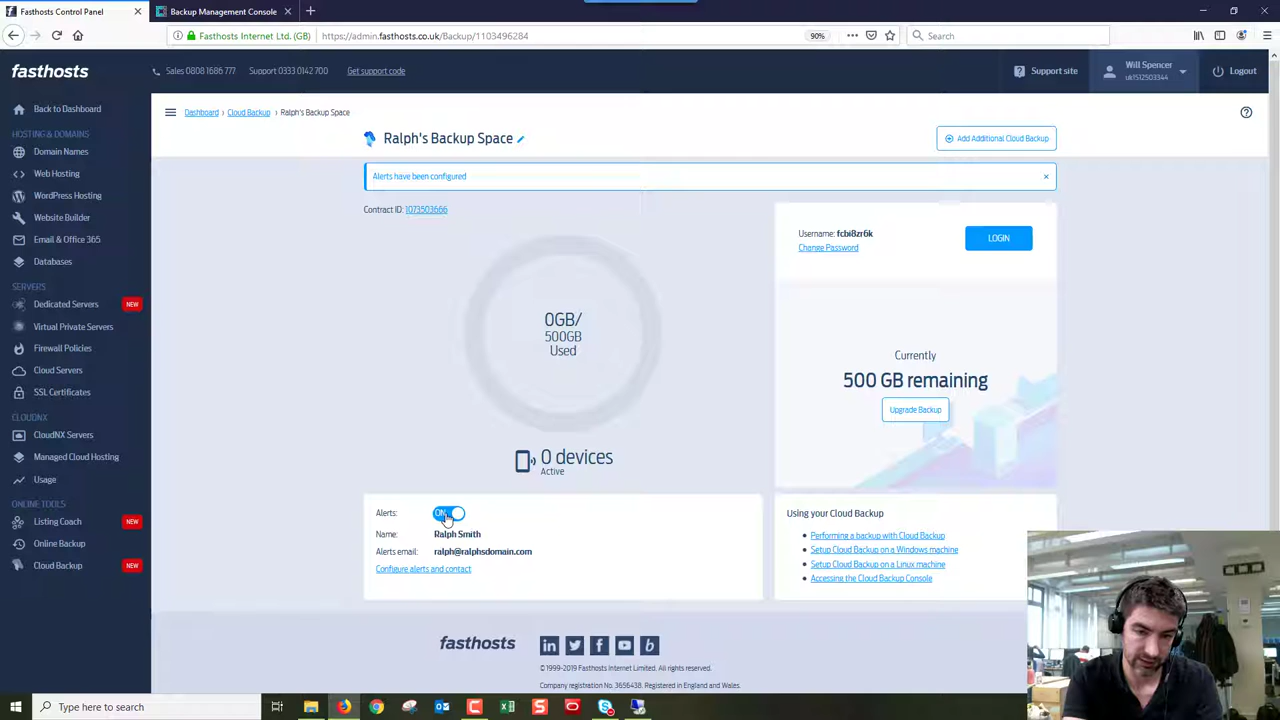 Fasthosts Control Panel
Backup Management Console
Fasthosts Internet Ltd. (GB)
https://admin.fasthosts.co.uk/Backup/1103496284
90%
Search
fasthosts
Sales 0808 1686 777
Support 0333 0142 700
Get support code
Support site
Will Spencer
uk1512503344
Logout
Back to Dashboard
HOSTING & DOMAINS
Domain Names
Web Hosting
WordPress Hosting
Website Builder
Email & Office 365
Databases
SERVERS
Dedicated Servers
NEW
Virtual Private Servers
Firewall Policies
Cloud Servers
SSL Certificates
CLOUDNX
CloudNX Servers
Managed Cloud Hosting
Usage
ONLINE TOOLS
Listing Coach
NEW
Online Backup
Cloud Backup
NEW
Dashboard › Cloud Backup › Ralph's Backup Space
Ralph's Backup Space
Add Additional Cloud Backup
Alerts have been configured
×
Contract ID: 1073503666
0GB/
500GB
Used
0 devices
Active
Username: fcbi8zr6k
Change Password
LOGIN
Currently
500 GB remaining
Upgrade Backup
Alerts:
ON
Name: Ralph Smith
Alerts email: ralph@ralphsdomain.com
Configure alerts and contact
Using your Cloud Backup
Performing a backup with Cloud Backup
Setup Cloud Backup on a Windows machine
Setup Cloud Backup on a Linux machine
Accessing the Cloud Backup Console
fasthosts
© 1999-2019 Fasthosts Internet Limited. All rights reserved.
Company registration No. 3656438. Registered in England and Wales.
Type here to search